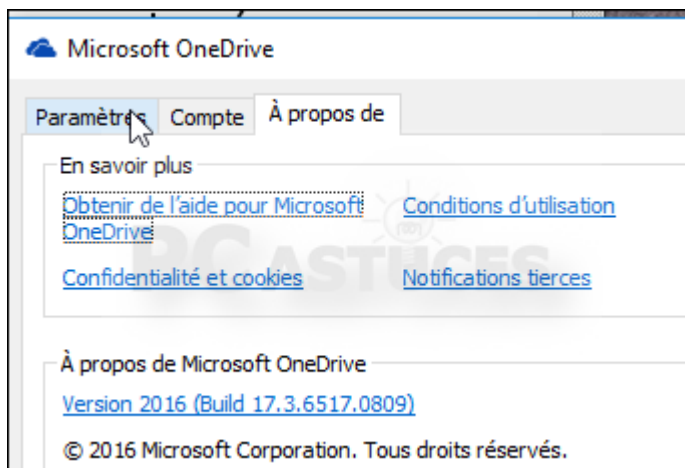 Microsoft OneDrive
Paramètres Compte À propos de
En savoir plus
Obtenir de l'aide pour Microsoft Conditions d'utilisation
OneDrive
PC ASTUCES
Confidentialité et cookies Notifications tierces
À propos de Microsoft OneDrive
Version 2016 (Build 17.3.6517.0809)
© 2016 Microsoft Corporation. Tous droits réservés.